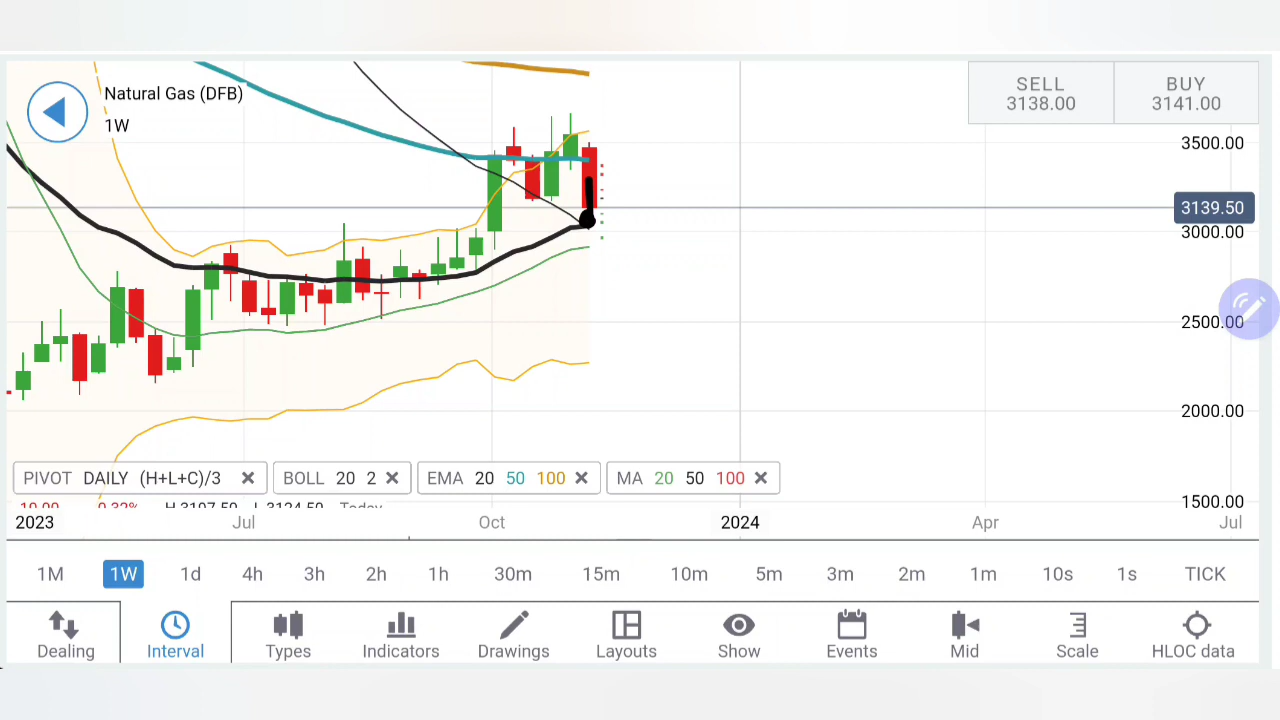 Natural Gas (DFB)
1W
SELL
3138.00
BUY
3141.00
3500.00
3139.50
3000.00
2500.00
2000.00
1500.00
PIVOT DAILY (H+L+C)/3 ✕
BOLL 20 2 ✕
EMA 20 50 100 ✕
MA 20 50 100 ✕
Today
2023 Jul Oct 2024 Apr Jul
1M 1W 1d 4h 3h 2h 1h 30m 15m 10m 5m 3m 2m 1m 10s 1s TICK
Dealing Interval Types Indicators Drawings Layouts Show Events Mid Scale HLOC data